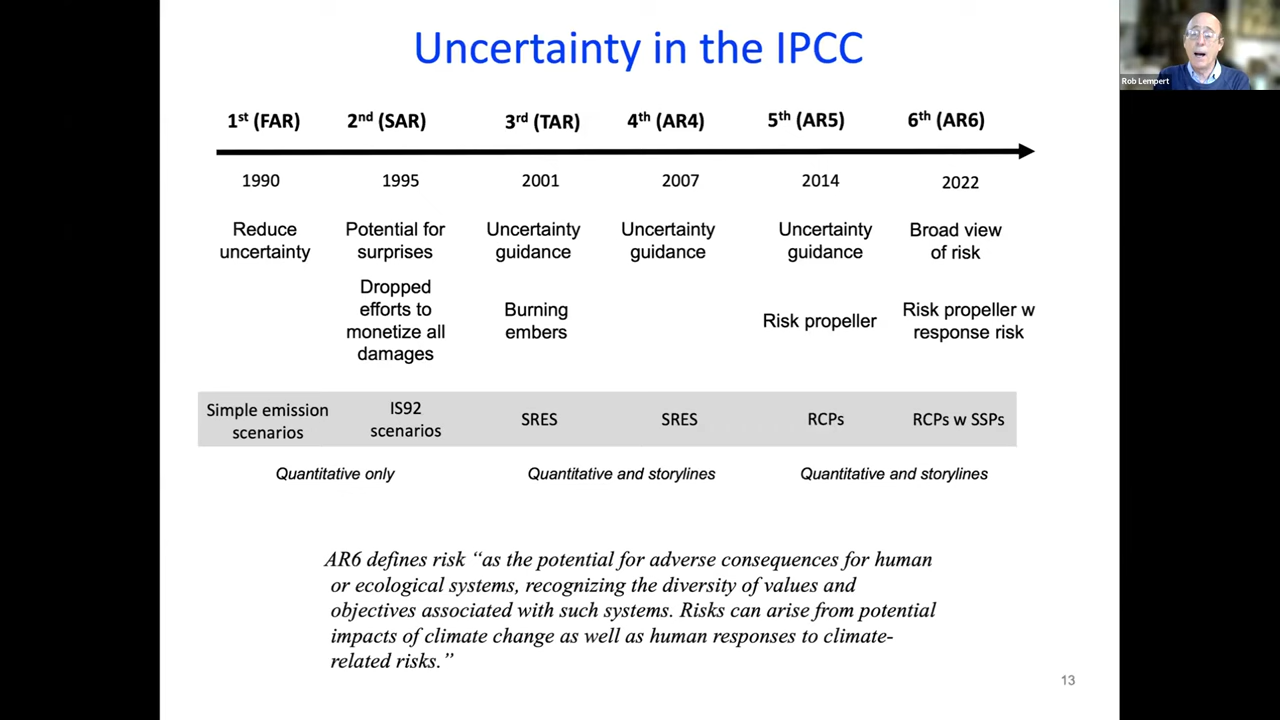 Uncertainty in the IPCC
Rob Lempert
1st (FAR) 2nd (SAR) 3rd (TAR) 4th (AR4) 5th (AR5) 6th (AR6)
1990 1995 2001 2007 2014 2022
Reduce
uncertainty
Potential for
surprises
Uncertainty
guidance
Uncertainty
guidance
Uncertainty
guidance
Broad view
of risk
Dropped
efforts to
monetize all
damages
Burning
embers
Risk propeller
Risk propeller w
response risk
Simple emission
scenarios
IS92
scenarios
SRES
SRES
RCPs
RCPs w SSPs
Quantitative only
Quantitative and storylines
Quantitative and storylines
AR6 defines risk “as the potential for adverse consequences for human
or ecological systems, recognizing the diversity of values and
objectives associated with such systems. Risks can arise from potential
impacts of climate change as well as human responses to climate-
related risks.”
13